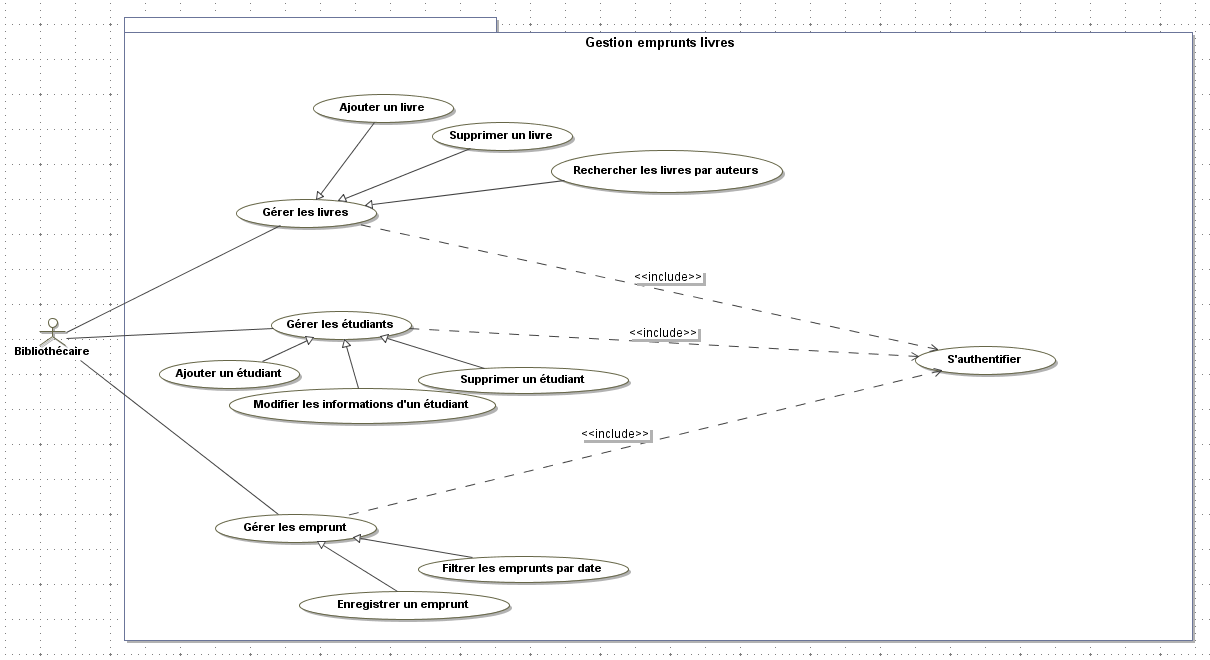 Gestion emprunts livres
Ajouter un livre
Supprimer un livre
Rechercher les livres par auteurs
Gérer les livres
<<include>>
Gérer les étudiants
<<include>>
Bibliothécaire
S'authentifier
Ajouter un étudiant
Supprimer un étudiant
Modifier les informations d'un étudiant
<<include>>
Gérer les emprunt
Filtrer les emprunts par date
Enregistrer un emprunt